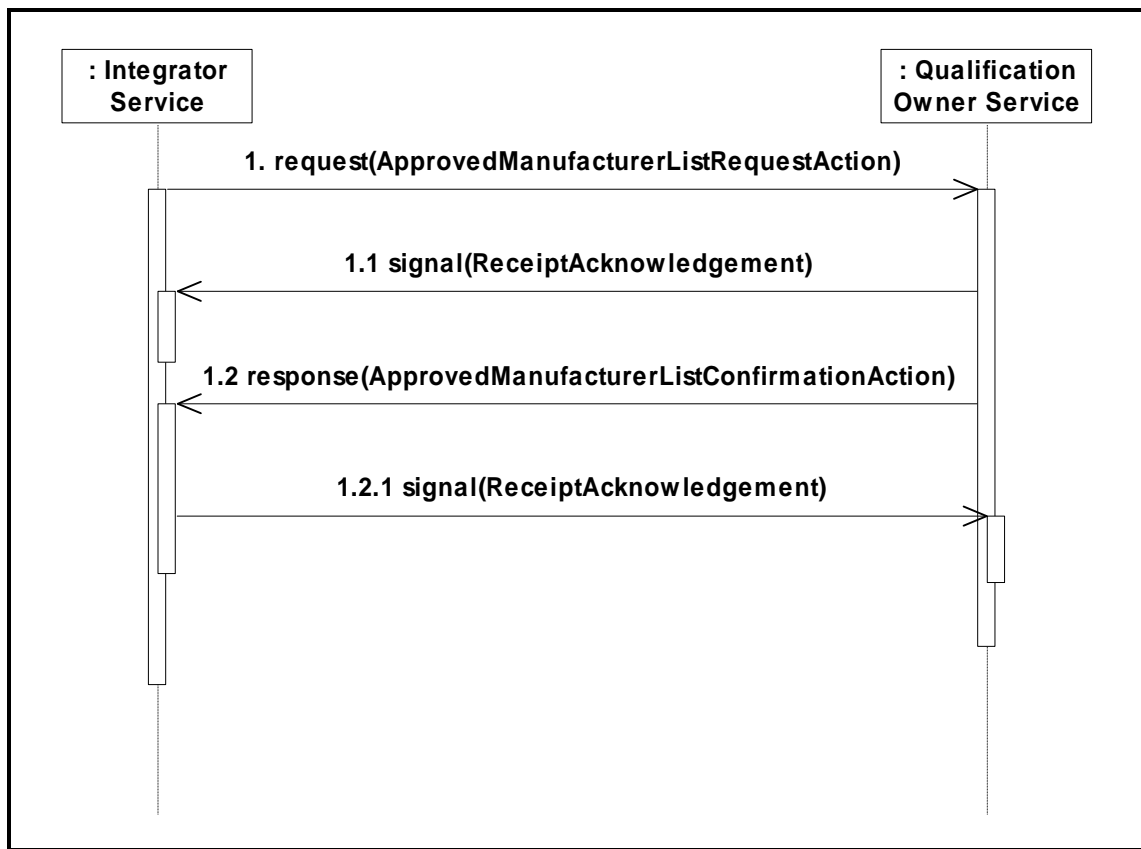 : Integrator
Service
: Qualification
Owner Service
1. request(ApprovedManufacturerListRequestAction)
1.1 signal(ReceiptAcknowledgement)
1.2 response(ApprovedManufacturerListConfirmationAction)
1.2.1 signal(ReceiptAcknowledgement)